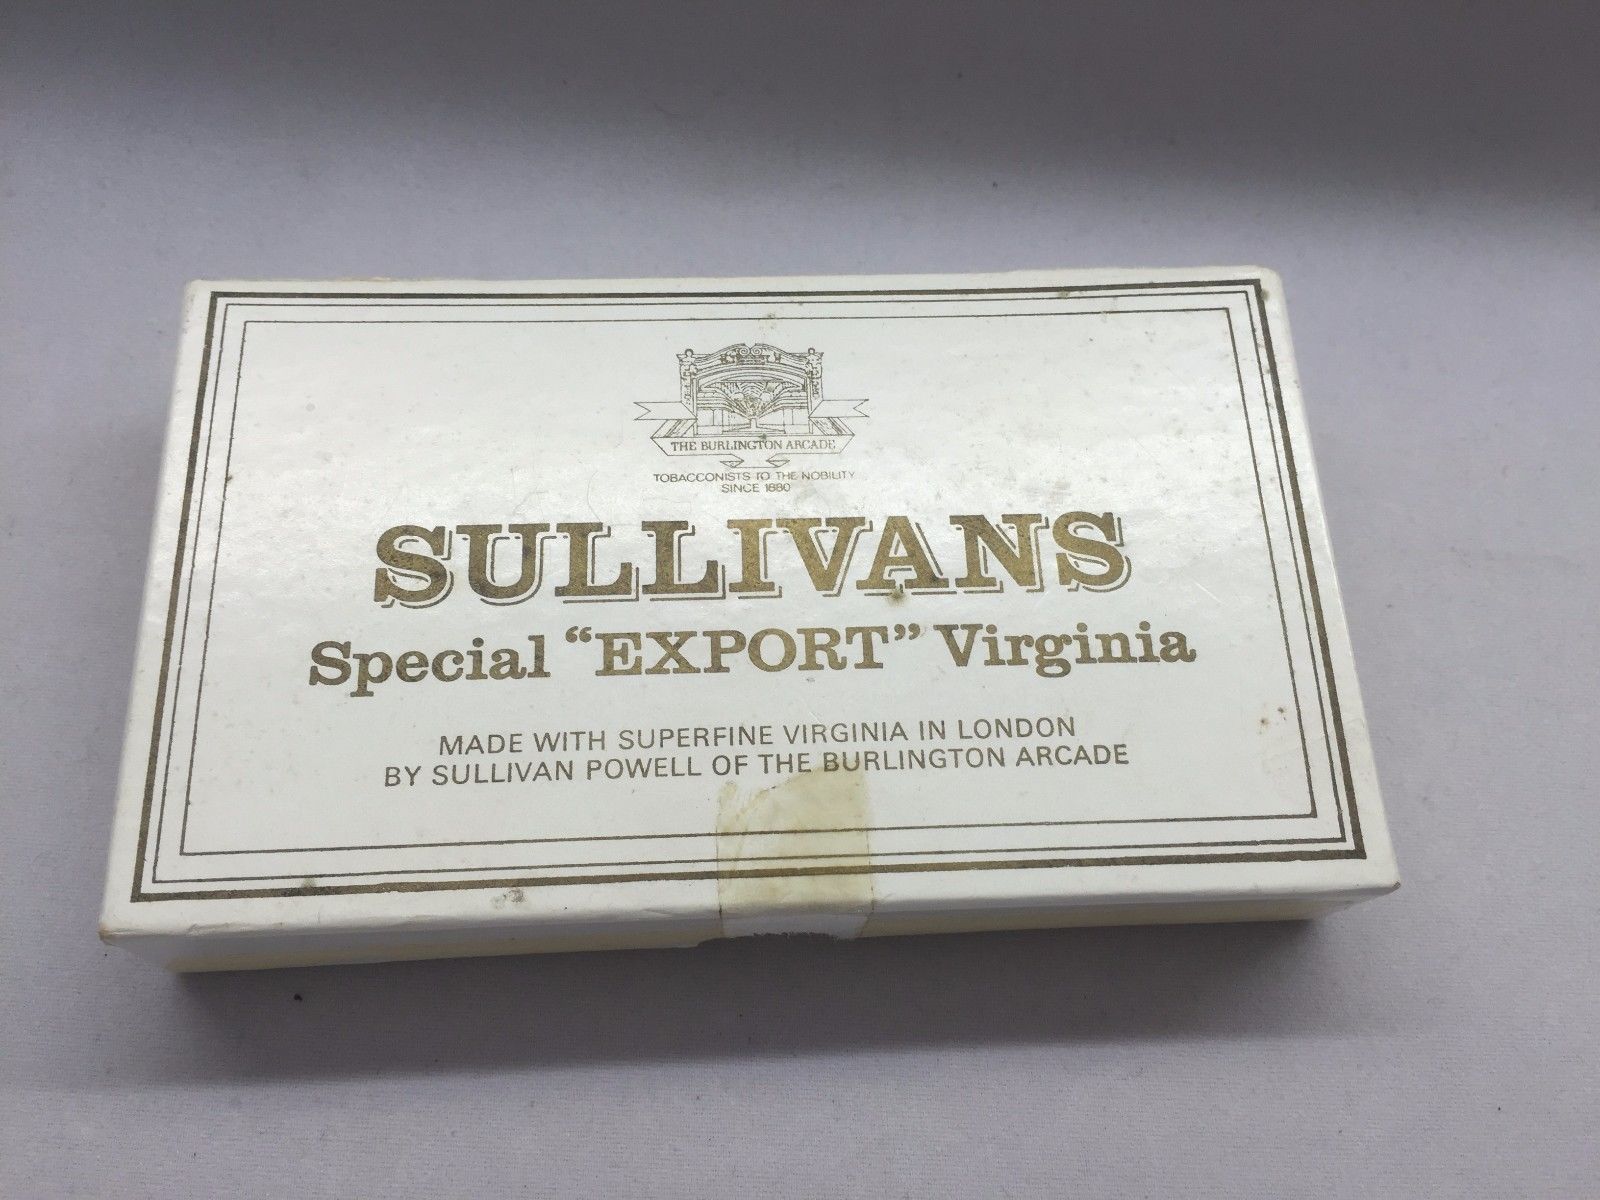 THE BURLINGTON ARCADE
TOBACCONISTS TO THE NOBILITY
SINCE 1880
SULLIVANS
Special “EXPORT” Virginia
MADE WITH SUPERFINE VIRGINIA IN LONDON
BY SULLIVAN POWELL OF THE BURLINGTON ARCADE